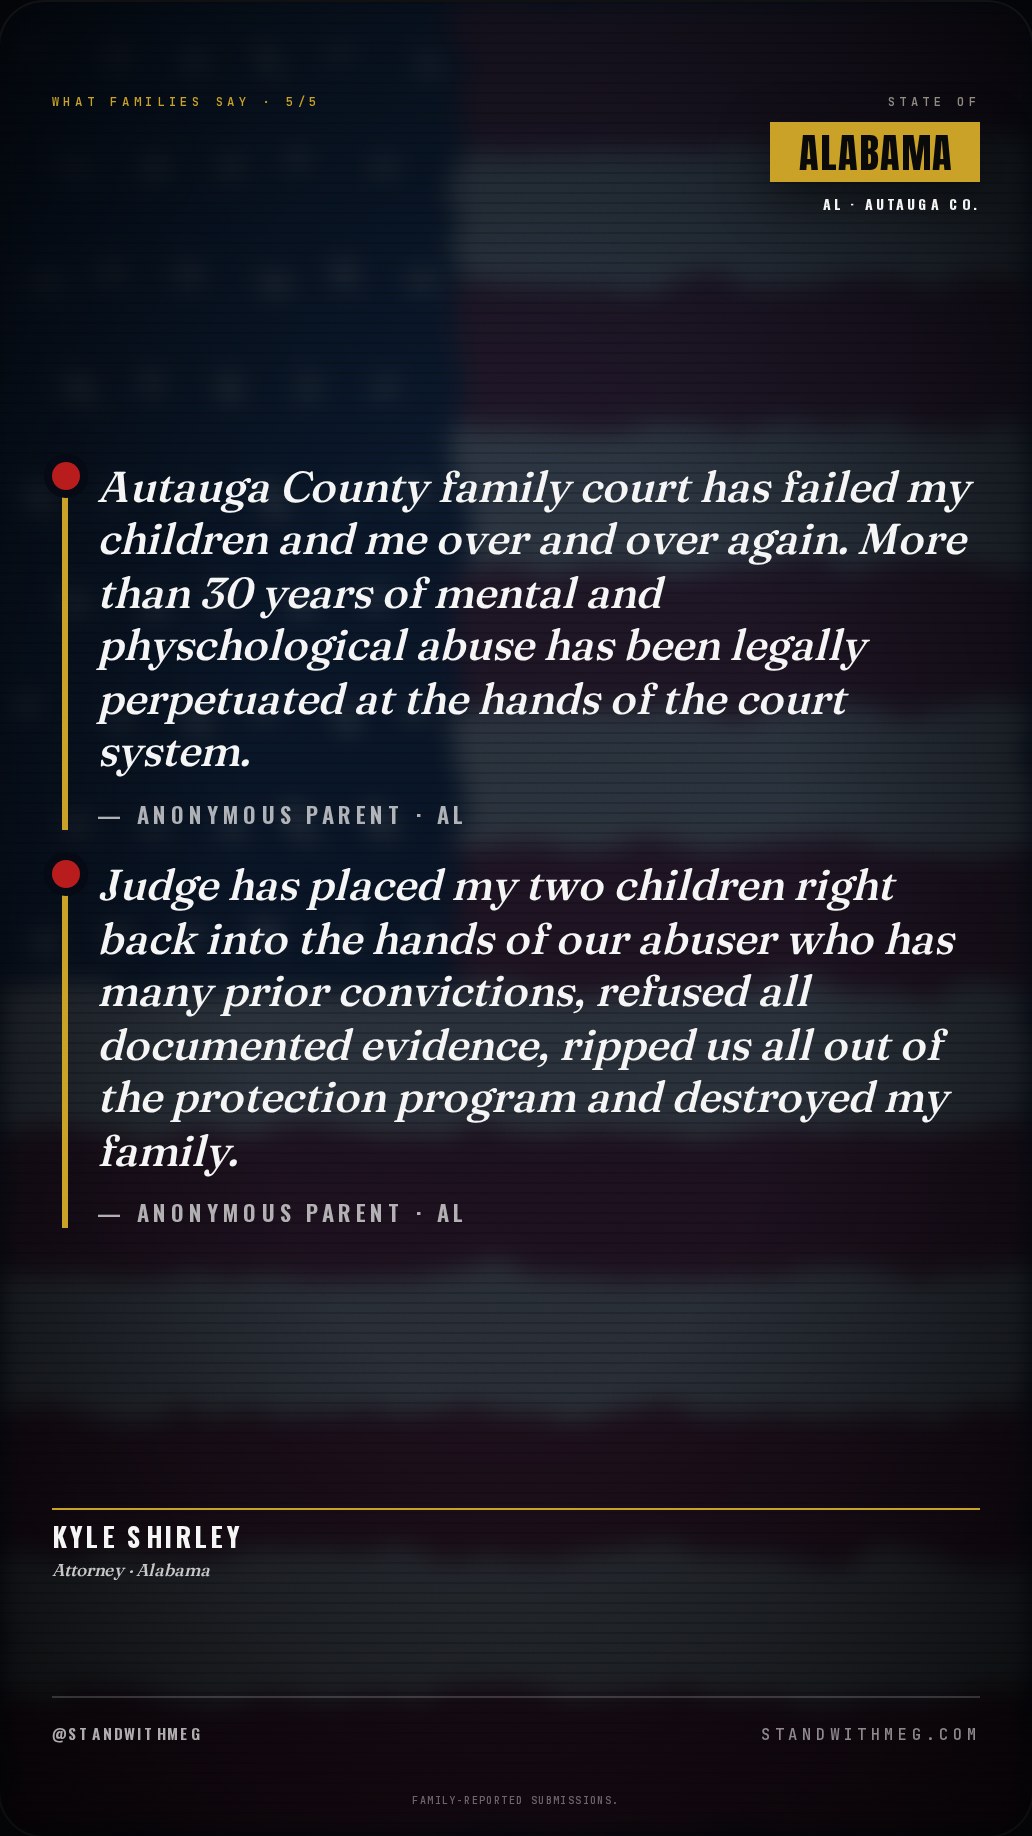 WHAT FAMILIES SAY · 5/5
STATE OF
ALABAMA
AL · AUTAUGA CO.
Autauga County family court has failed my
children and me over and over again. More
than 30 years of mental and
physchological abuse has been legally
perpetuated at the hands of the court
system.
— ANONYMOUS PARENT · AL
Judge has placed my two children right
back into the hands of our abuser who has
many prior convictions, refused all
documented evidence, ripped us all out of
the protection program and destroyed my
family.
— ANONYMOUS PARENT · AL
KYLE SHIRLEY
Attorney · Alabama
@STANDWITHMEG
STANDWITHMEG.COM
FAMILY-REPORTED SUBMISSIONS.